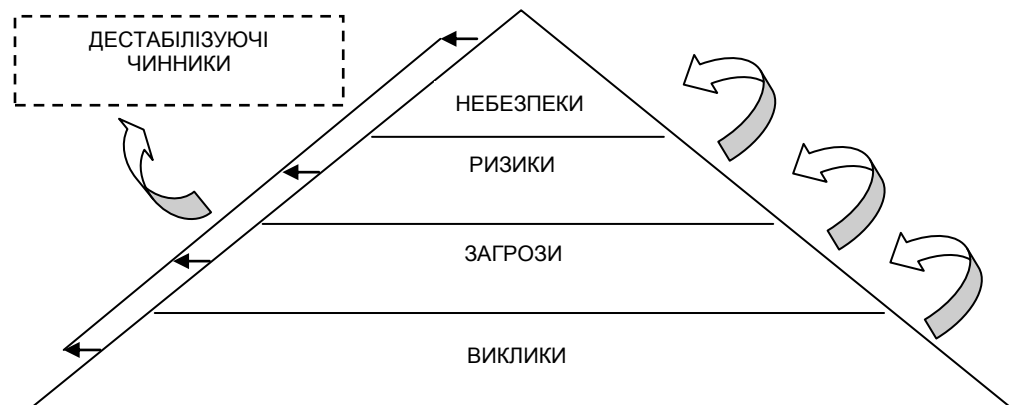 ДЕСТАБІЛІЗУЮЧІ
ЧИННИКИ
НЕБЕЗПЕКИ
РИЗИКИ
ЗАГРОЗИ
ВИКЛИКИ